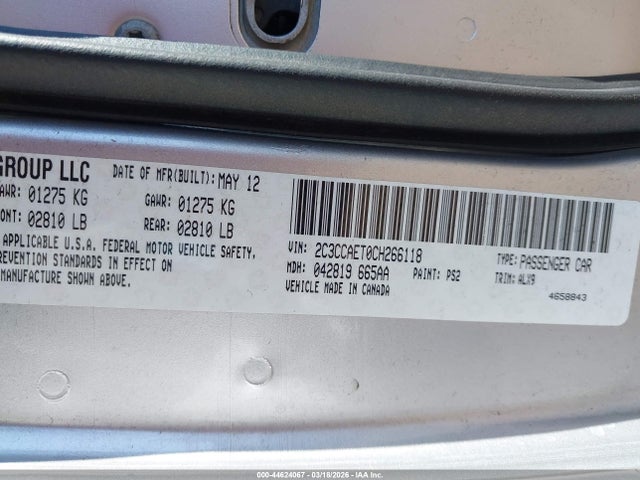 GROUP LLC DATE OF MFR(BUILT): MAY 12
GAWR: 01275 KG GAWR: 01275 KG
02810 LB REAR: 02810 LB
APPLICABLE U.S.A. FEDERAL MOTOR VEHICLE SAFETY,
PREVENTION STANDARDS IN EFFECT ON
MANUFACTURE SHOWN ABOVE.
VIN: 2C3CCAET0CH266118 TYPE: PASSENGER CAR
MDH: 042819 665AA PAINT: PS2 TRIM: ALX9
VEHICLE MADE IN CANADA 4658843
000-44624067 - 03/18/2026 - IAA Inc. ©